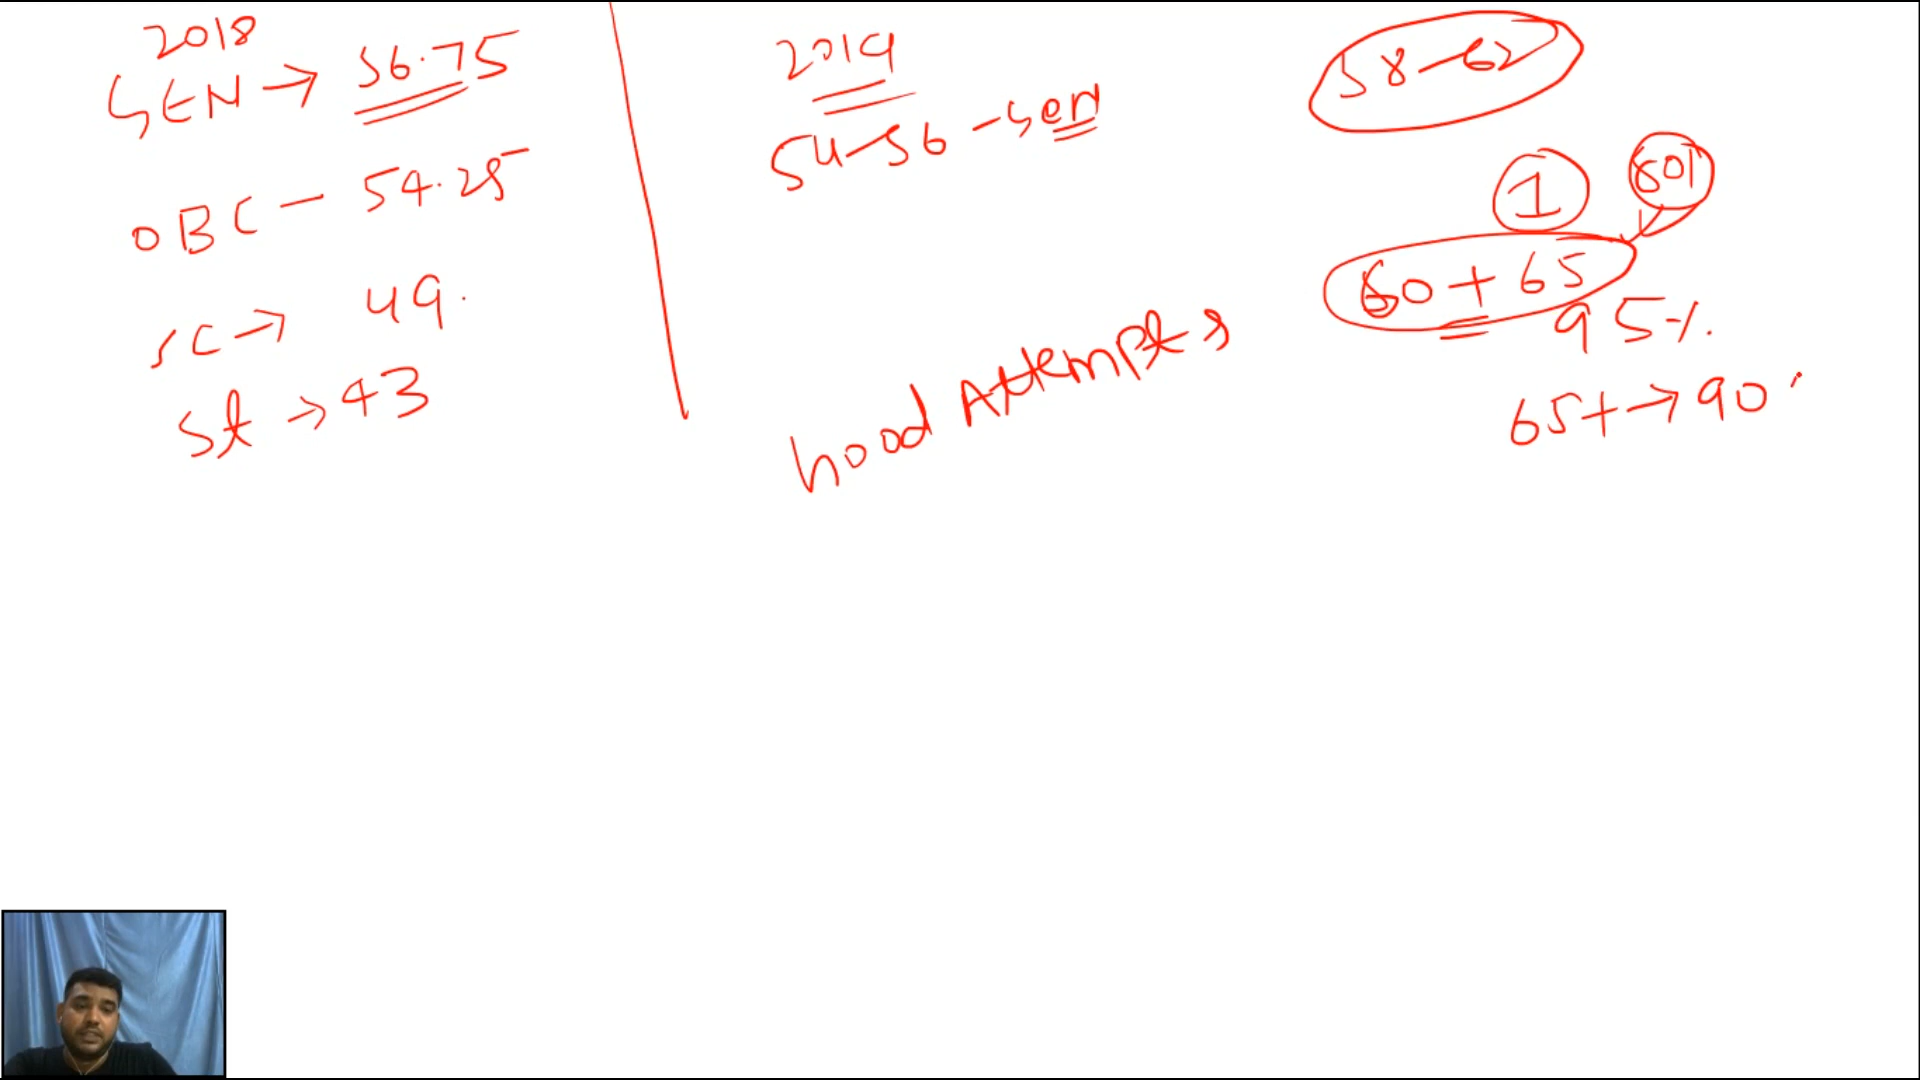 2018
GEN → 56.75
OBC - 54.25
SC → 49.
St → 43
2019
54-56 - Gen
Good Attempts
58-62
1
801
60 + 65
95%.
65+ → 90